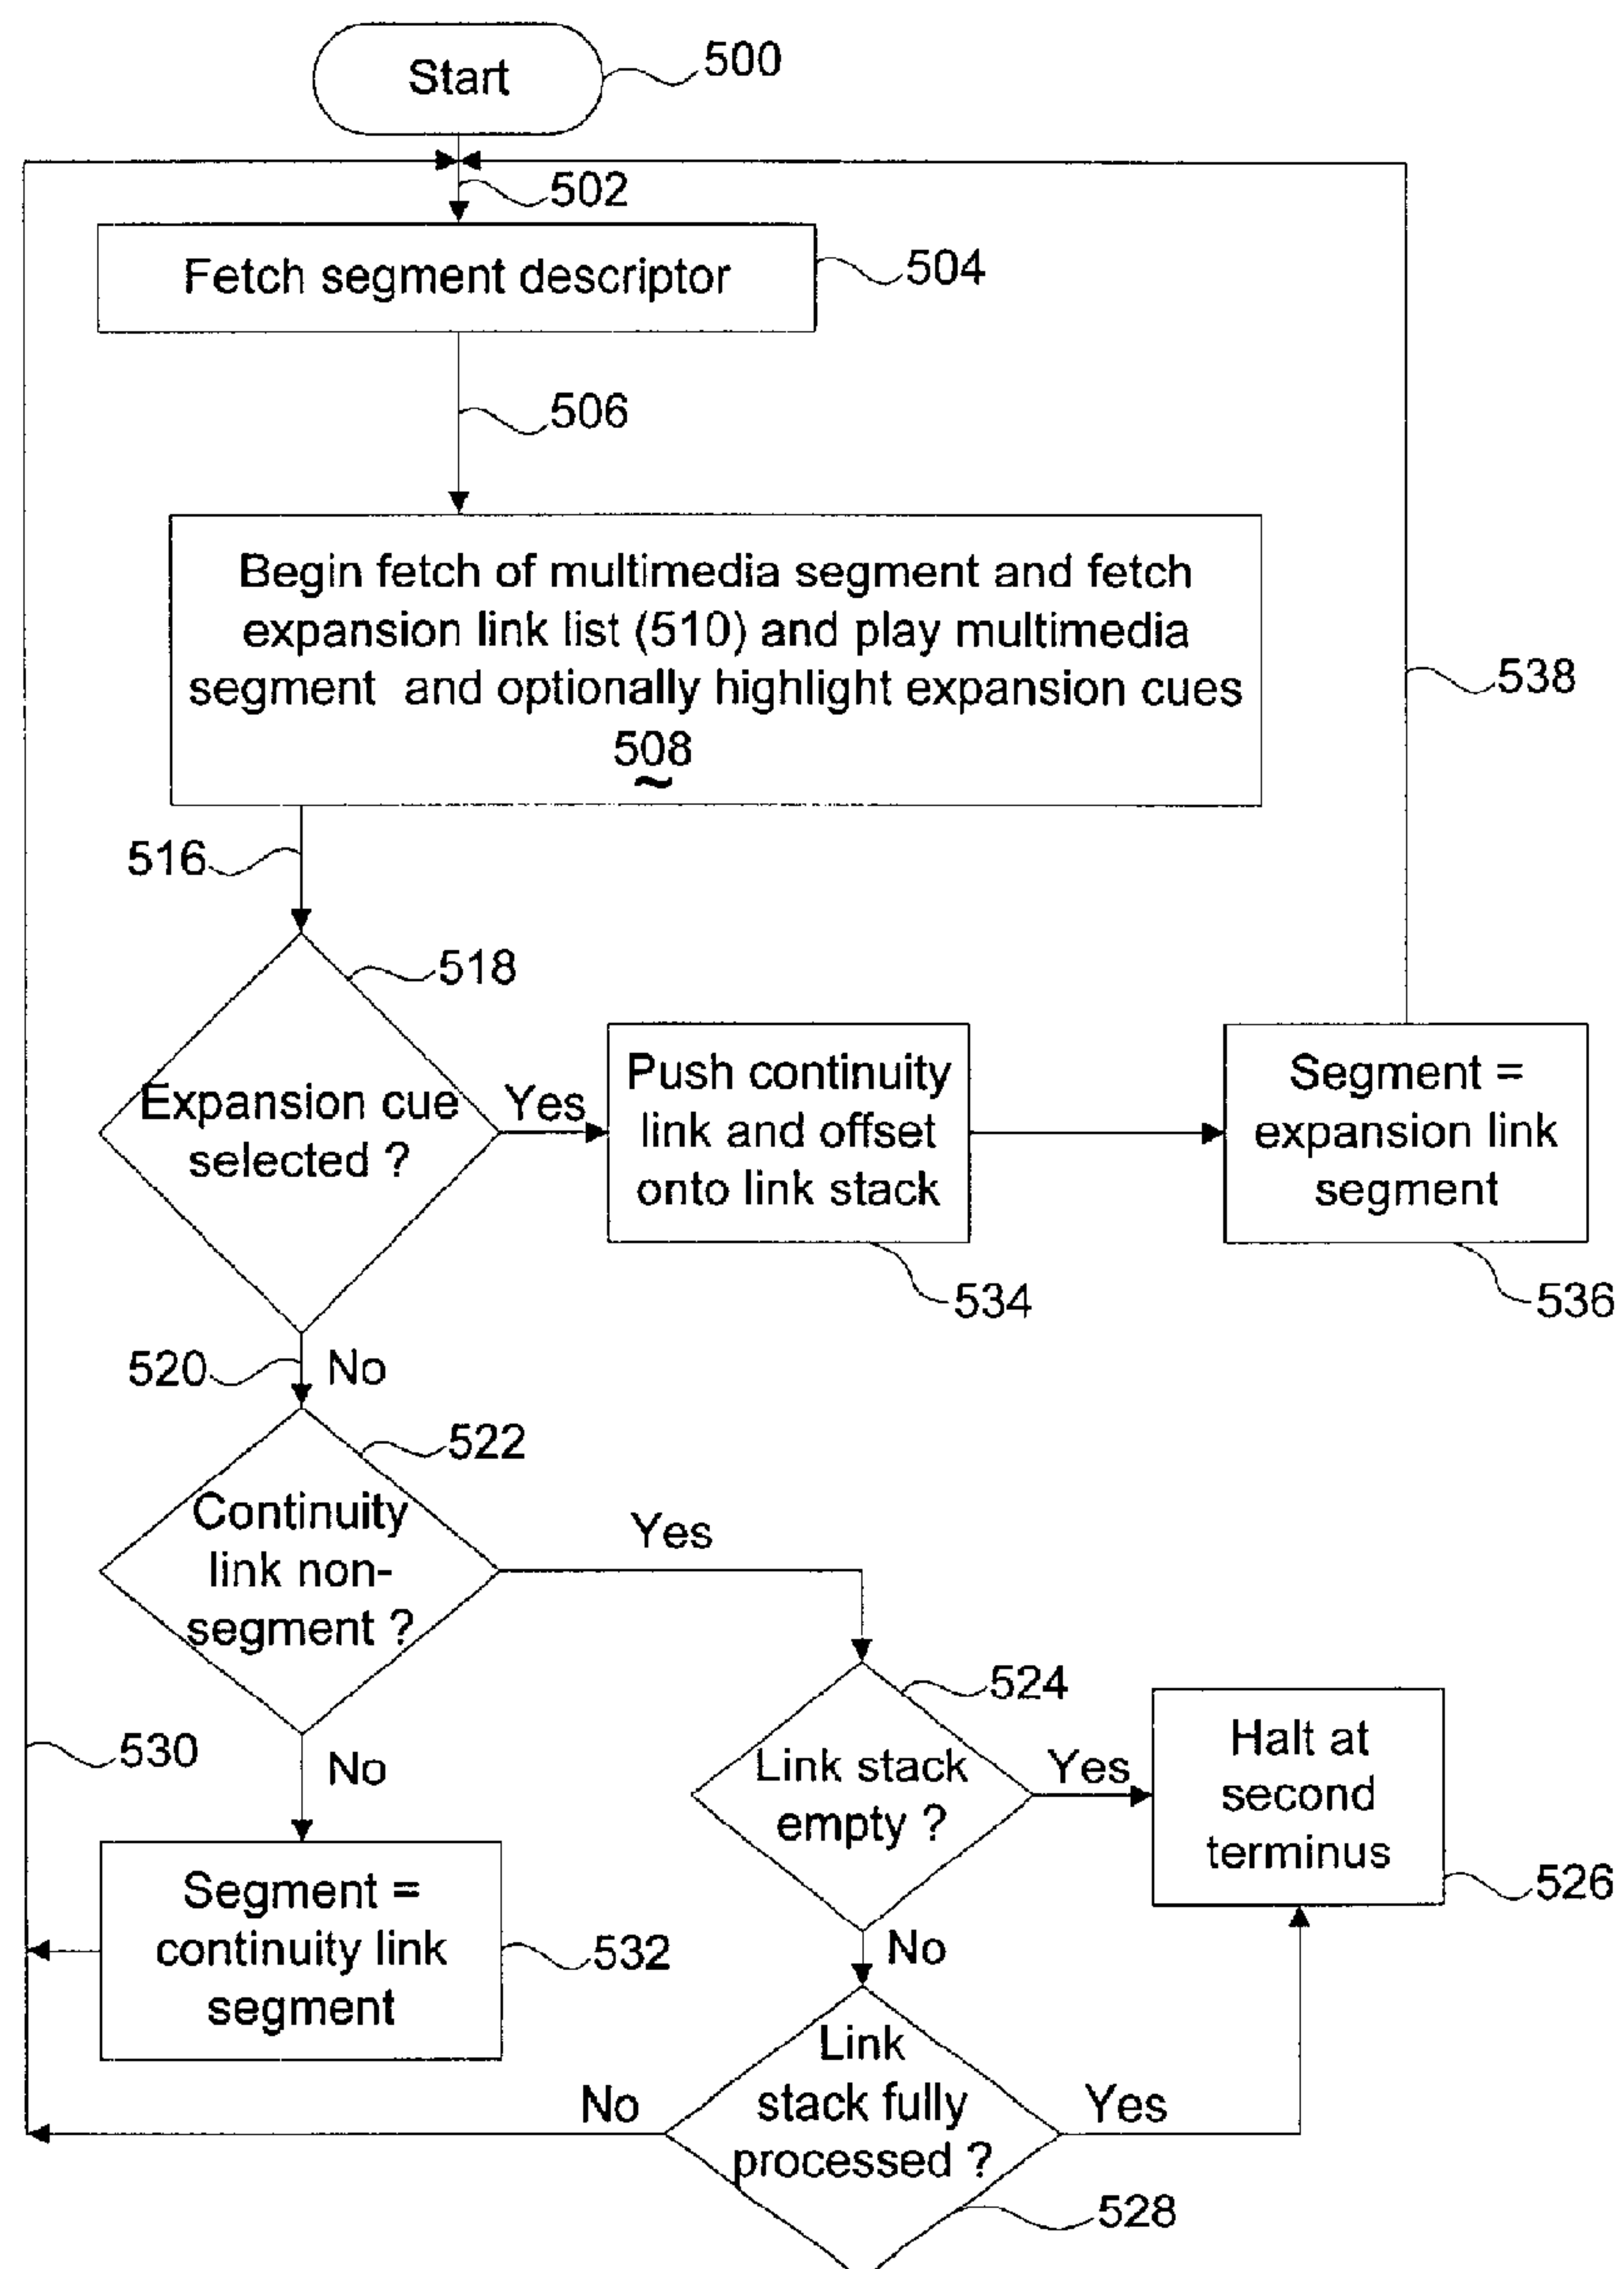 Start
500
502
Fetch segment descriptor
504
506
Begin fetch of multimedia segment and fetch
expansion link list (510) and play multimedia
segment and optionally highlight expansion cues
508
538
516
518
Expansion cue
selected ?
Yes
Push continuity
link and offset
onto link stack
534
Segment =
expansion link
segment
536
520
No
522
Continuity
link non-
segment ?
Yes
524
Link stack
empty ?
Yes
Halt at
second
terminus
526
530
No
Segment =
continuity link
segment
532
No
Link
stack fully
processed ?
No
Yes
528